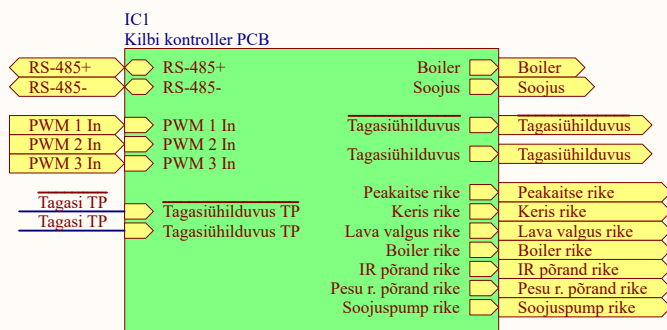 IC1
Kilbi kontroller PCB
RS-485+ RS-485+ Boiler Boiler
RS-485- RS-485- Soojus Soojus
PWM 1 In PWM 1 In Tagasiühilduvus Tagasiühilduvus
PWM 2 In PWM 2 In
PWM 3 In PWM 3 In Tagasiühilduvus Tagasiühilduvus
Peakaitse rike Peakaitse rike
Tagasi TP Tagasiühilduvus TP Keris rike Keris rike
Tagasi TP Tagasiühilduvus TP Lava valgus rike Lava valgus rike
Boiler rike Boiler rike
IR põrand rike IR põrand rike
Pesu r. põrand rike Pesu r. põrand rike
Soojuspump rike Soojuspump rike